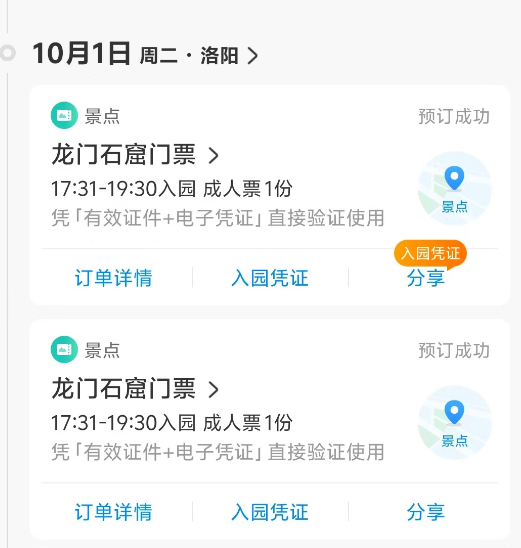 10月1日 周二 · 洛阳 >
景点 预订成功
龙门石窟门票 >
17:31-19:30入园 成人票1份
景点
凭「有效证件+电子凭证」直接验证使用
入园凭证
订单详情 入园凭证 分享
景点 预订成功
龙门石窟门票 >
17:31-19:30入园 成人票1份
景点
凭「有效证件+电子凭证」直接验证使用
订单详情 入园凭证 分享